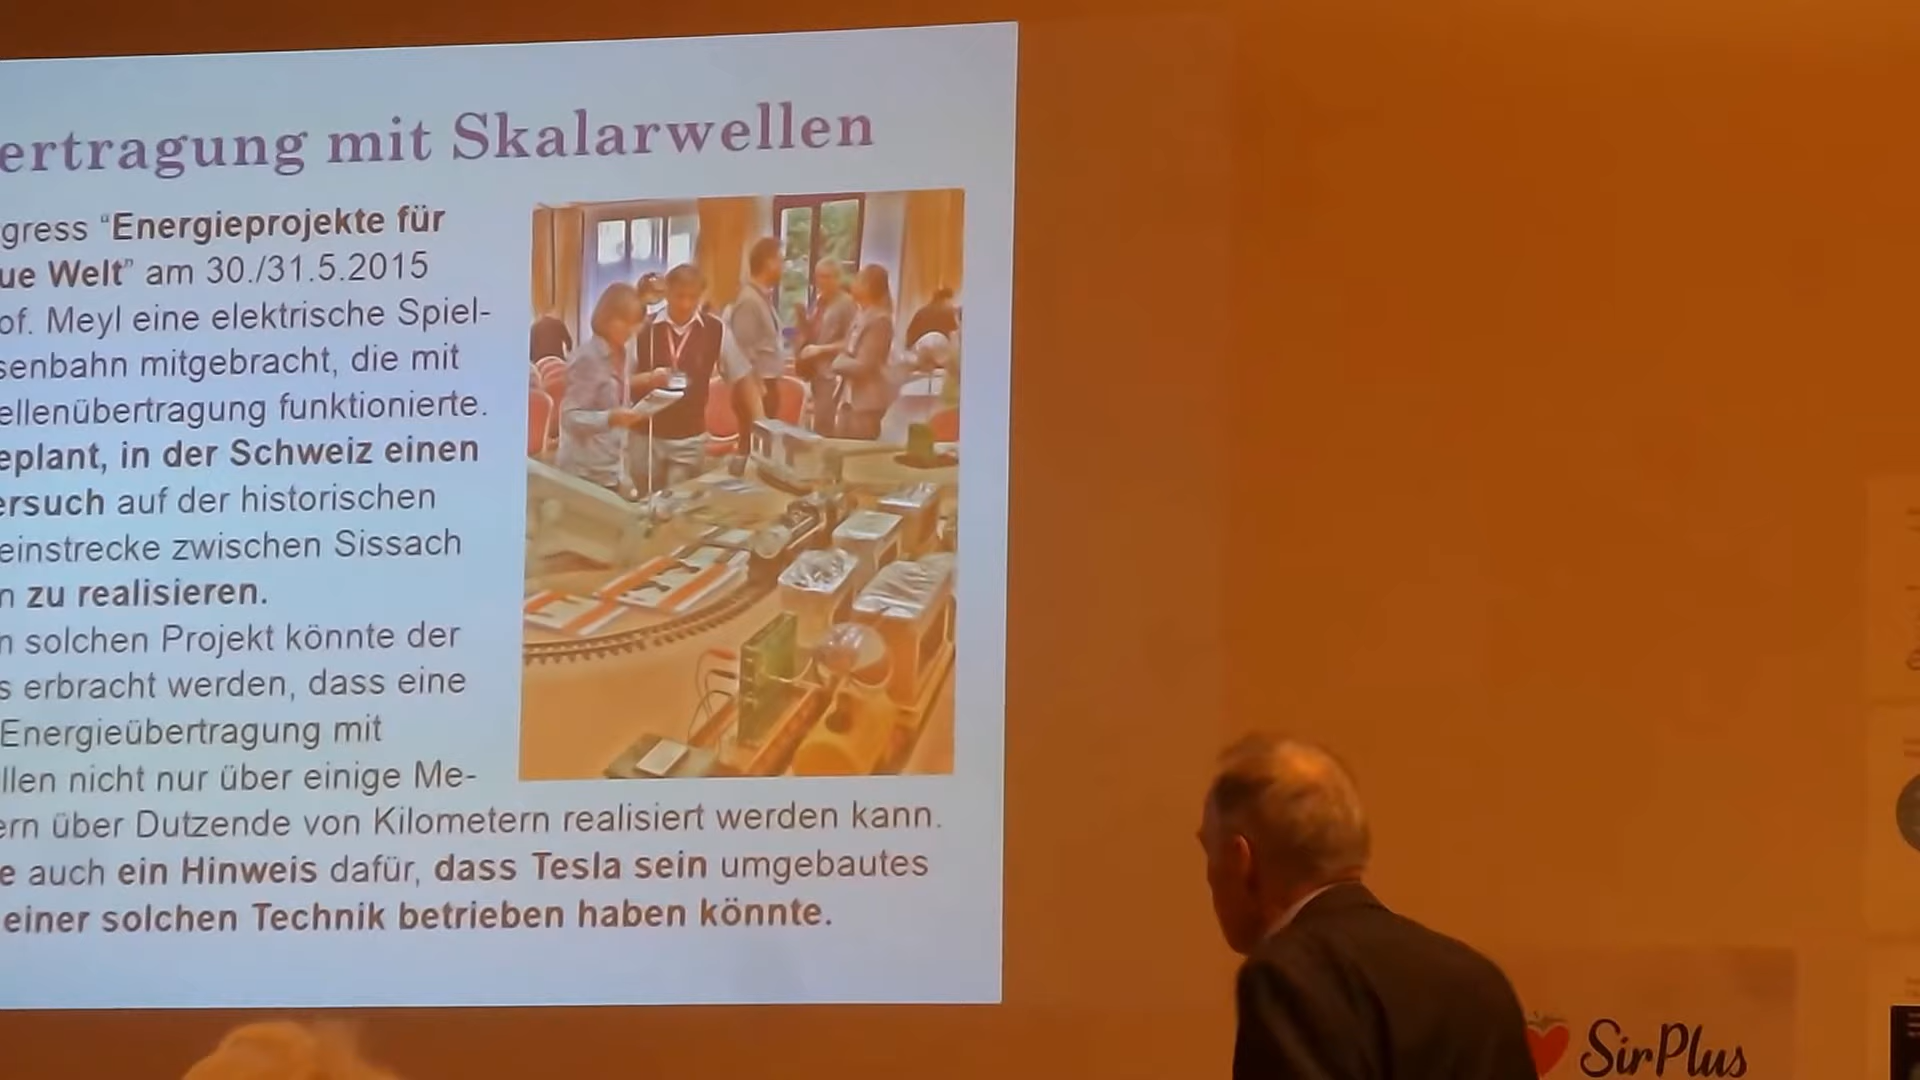 ertragung mit Skalarwellen
gress “Energieprojekte für
ue Welt” am 30./31.5.2015
of. Meyl eine elektrische Spiel-
senbahn mitgebracht, die mit
ellenübertragung funktionierte.
eplant, in der Schweiz einen
ersuch auf der historischen
einstrecke zwischen Sissach
n zu realisieren.
n solchen Projekt könnte der
s erbracht werden, dass eine
Energieübertragung mit
llen nicht nur über einige Me-
ern über Dutzende von Kilometern realisiert werden kann.
e auch ein Hinweis dafür, dass Tesla sein umgebautes
einer solchen Technik betrieben haben könnte.
SirPlus